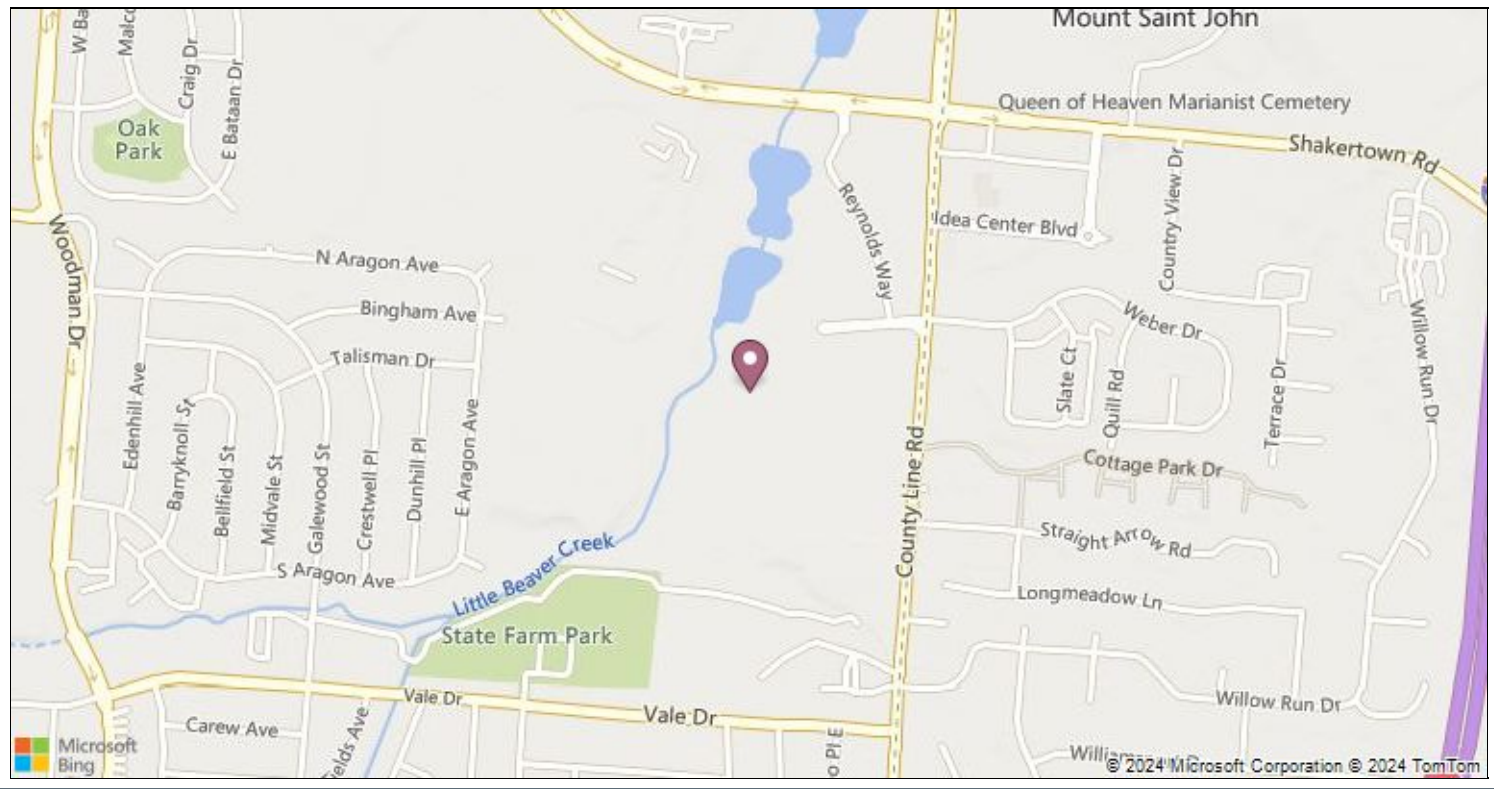 Mount Saint John
W Ba
Malco
Craig Dr
E Bataan Dr
Oak
Park
Queen of Heaven Marianist Cemetery
Shakertown Rd
Woodman Dr
Reynolds Way
Idea Center Blvd
Country View Dr
N Aragon Ave
Bingham Ave
Talisman Dr
Weber Dr
Willow Run Dr
Edenhill Ave
Barryknoll St
Bellfield St
Midvale St
Galewood St
Crestwell Pl
Dunhill Pl
E Aragon Ave
Slate Ct
Quill Rd
Terrace Dr
County Line Rd
Cottage Park Dr
Straight Arrow Rd
S Aragon Ave
Little Beaver Creek
Longmeadow Ln
State Farm Park
Vale Dr
Vale Dr
Willow Run Dr
Carew Ave
ields Ave
o Pl E
Microsoft
Bing
© 2024 Microsoft Corporation © 2024 TomTom